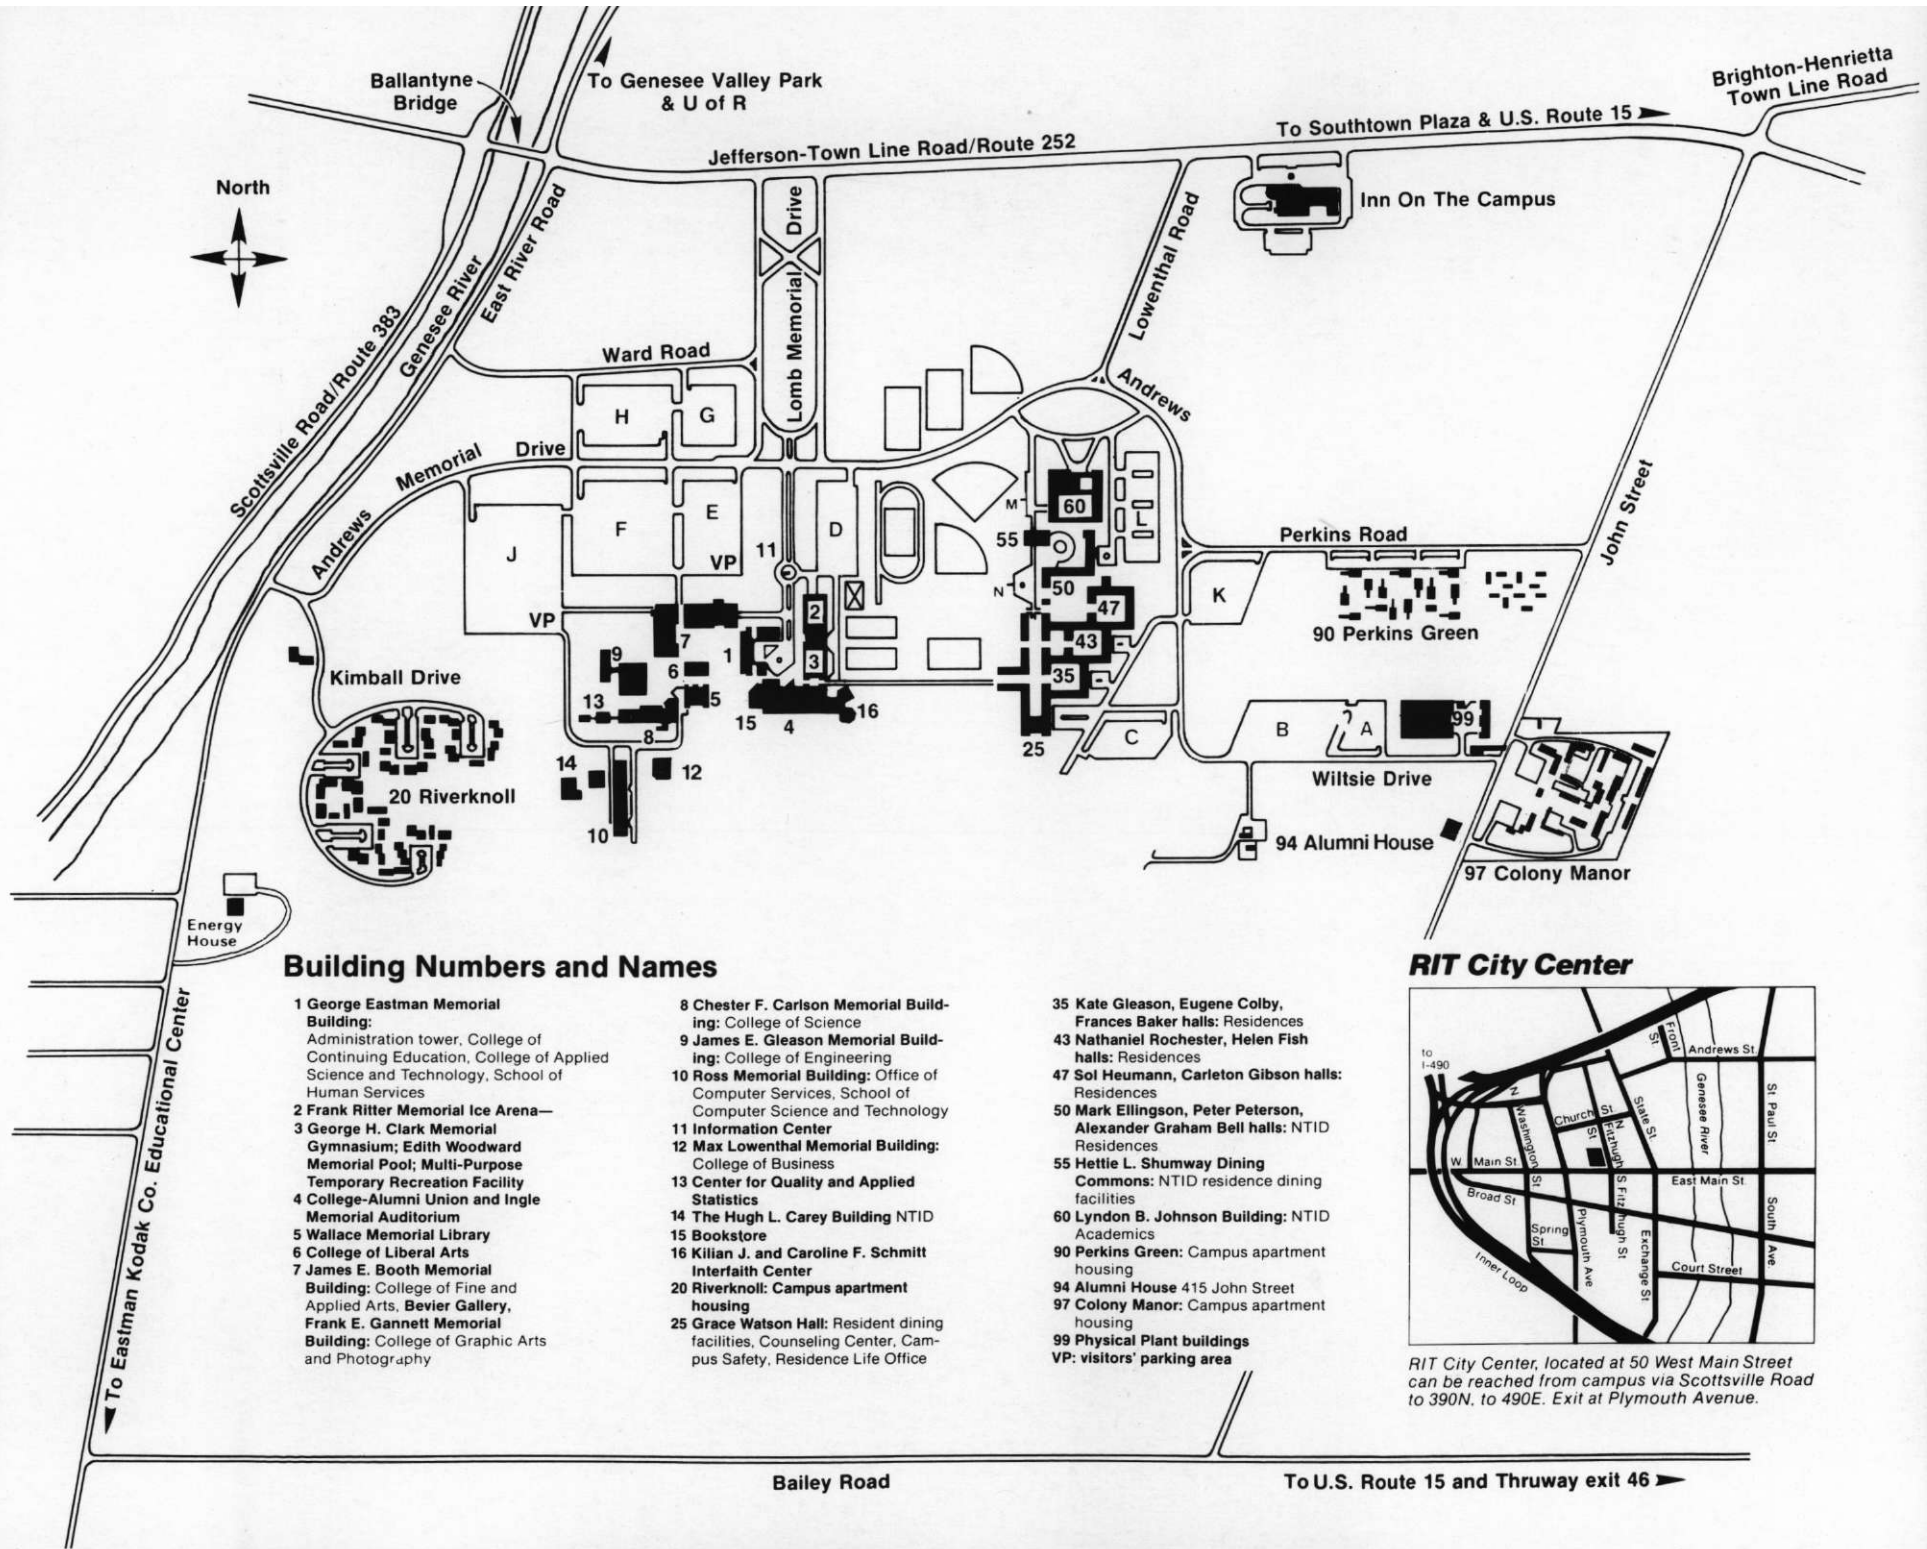 Ballantyne
Bridge
To Genesee Valley Park
& U of R
Brighton-Henrietta
Town Line Road
To Southtown Plaza & U.S. Route 15
Jefferson-Town Line Road/Route 252
North
Inn On The Campus
Lomb Memorial Drive
Lowenthal Road
East River Road
Genesee River
Scottsville Road/Route 383
Ward Road
Andrews
H
G
Andrews Memorial Drive
John Street
M
60
L
F
E
D
J
VP
11
55
Perkins Road
N
50
47
K
2
VP
7
90 Perkins Green
43
9
1
3
6
35
Kimball Drive
13
5
15
4
16
8
25
C
B
A
99
14
12
Wiltsie Drive
20 Riverknoll
10
94 Alumni House
97 Colony Manor
Energy
House
To Eastman Kodak Co. Educational Center
Building Numbers and Names
1 George Eastman Memorial
Building:
Administration tower, College of
Continuing Education, College of Applied
Science and Technology, School of
Human Services
2 Frank Ritter Memorial Ice Arena—
3 George H. Clark Memorial
Gymnasium; Edith Woodward
Memorial Pool; Multi-Purpose
Temporary Recreation Facility
4 College-Alumni Union and Ingle
Memorial Auditorium
5 Wallace Memorial Library
6 College of Liberal Arts
7 James E. Booth Memorial
Building: College of Fine and
Applied Arts, Bevier Gallery,
Frank E. Gannett Memorial
Building: College of Graphic Arts
and Photography
8 Chester F. Carlson Memorial Build-
ing: College of Science
9 James E. Gleason Memorial Build-
ing: College of Engineering
10 Ross Memorial Building: Office of
Computer Services, School of
Computer Science and Technology
11 Information Center
12 Max Lowenthal Memorial Building:
College of Business
13 Center for Quality and Applied
Statistics
14 The Hugh L. Carey Building NTID
15 Bookstore
16 Kilian J. and Caroline F. Schmitt
Interfaith Center
20 Riverknoll: Campus apartment
housing
25 Grace Watson Hall: Resident dining
facilities, Counseling Center, Cam-
pus Safety, Residence Life Office
35 Kate Gleason, Eugene Colby,
Frances Baker halls: Residences
43 Nathaniel Rochester, Helen Fish
halls: Residences
47 Sol Heumann, Carleton Gibson halls:
Residences
50 Mark Ellingson, Peter Peterson,
Alexander Graham Bell halls: NTID
Residences
55 Hettie L. Shumway Dining
Commons: NTID residence dining
facilities
60 Lyndon B. Johnson Building: NTID
Academics
90 Perkins Green: Campus apartment
housing
94 Alumni House 415 John Street
97 Colony Manor: Campus apartment
housing
99 Physical Plant buildings
VP: visitors' parking area
RIT City Center
to
I-490
Front St
Andrews St.
N Washington St
Church St
State St
Genesee River
St Paul St
N Fitzhugh St
W. Main St.
East Main St.
Broad St
S Fitzhugh St
Spring
St.
Plymouth Ave
Exchange St
South Ave.
Court Street
Inner Loop
RIT City Center, located at 50 West Main Street
can be reached from campus via Scottsville Road
to 390N, to 490E. Exit at Plymouth Avenue.
Bailey Road
To U.S. Route 15 and Thruway exit 46